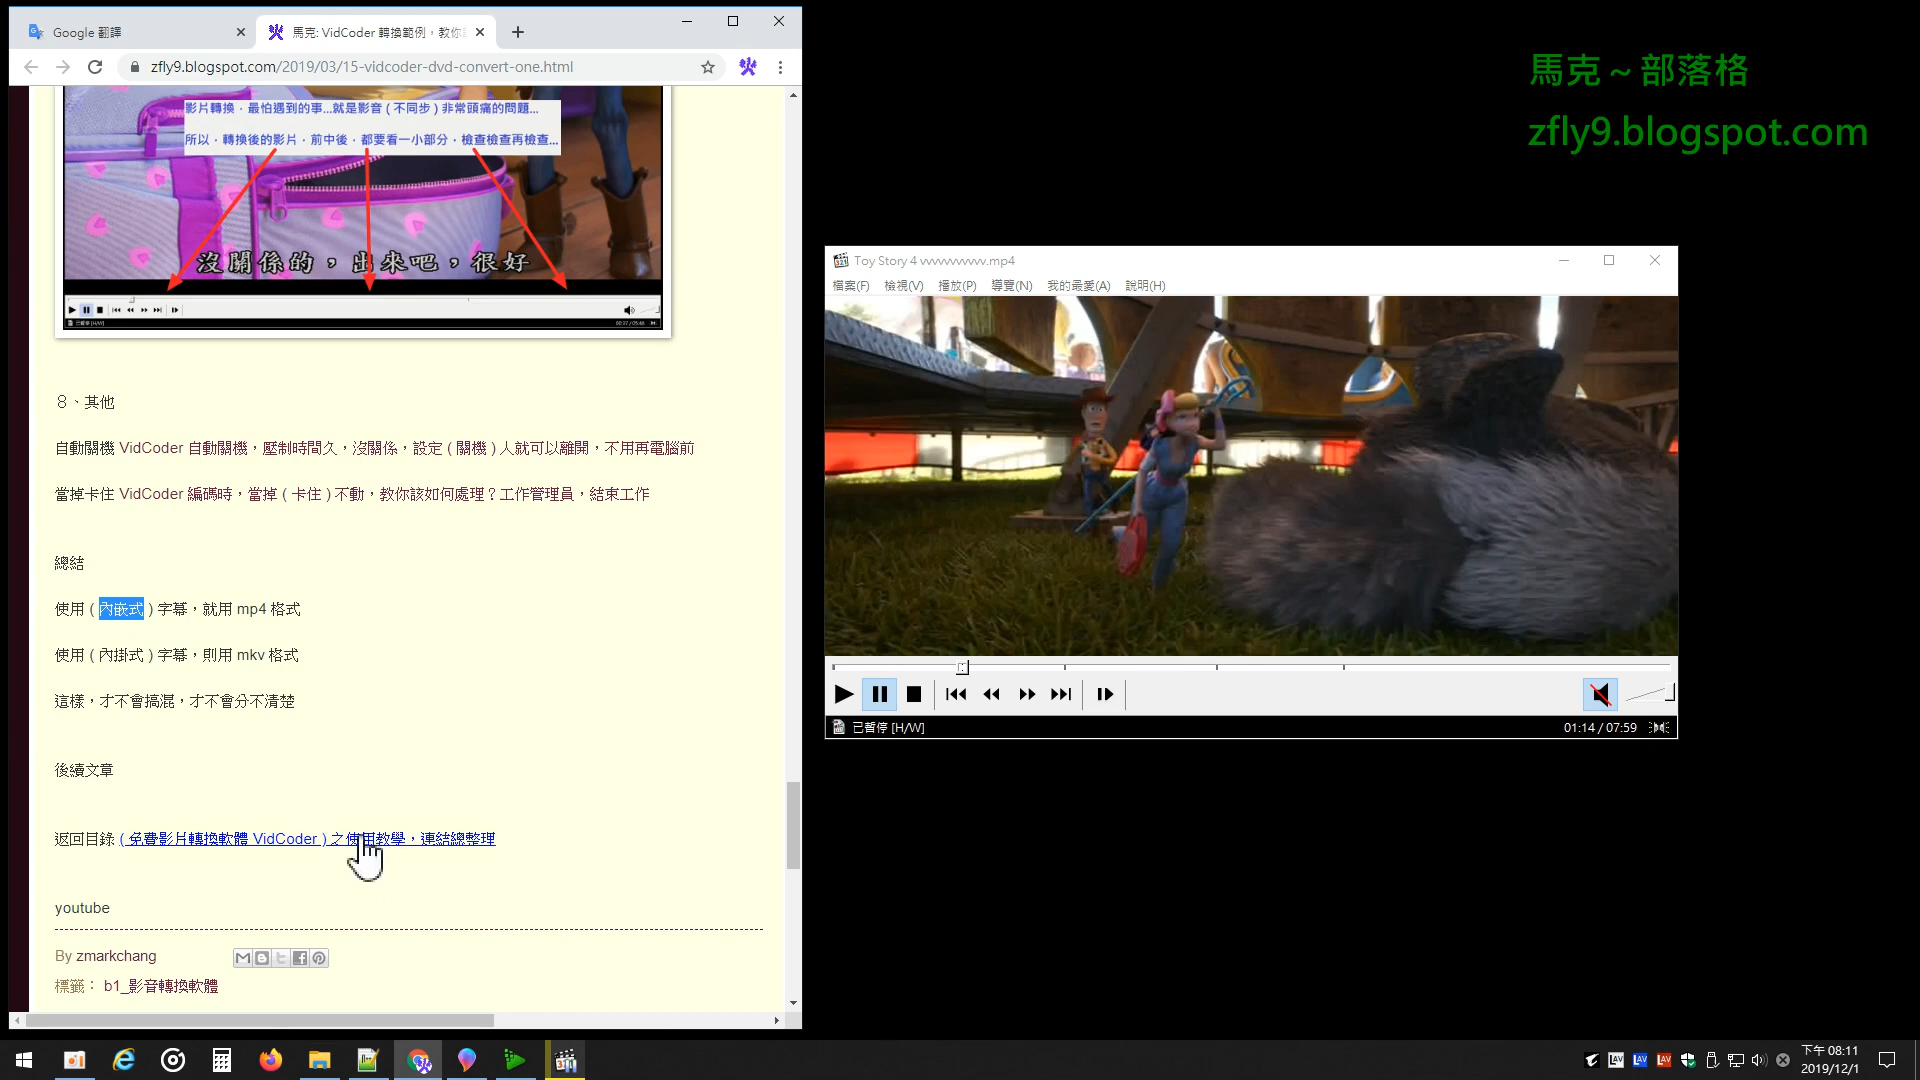 Google 翻譯
馬克: VidCoder 轉換範例，教你
zfly9.blogspot.com/2019/03/15-vidcoder-dvd-convert-one.html
影片轉換，最怕遇到的事...就是影音 ( 不同步 ) 非常頭痛的問題...
所以，轉換後的影片，前中後，都要看一小部分，檢查檢查再檢查...
沒關係的，出來吧，很好
已暫停 [H/W]
00:37 / 05:46
８、其他
自動關機 VidCoder 自動關機，壓制時間久，沒關係，設定 ( 關機 ) 人就可以離開，不用再電腦前
當掉卡住 VidCoder 編碼時，當掉 ( 卡住 ) 不動，教你該如何處理？工作管理員，結束工作
總結
使用 ( 內嵌式 ) 字幕，就用 mp4 格式
使用 ( 內掛式 ) 字幕，則用 mkv 格式
這樣，才不會搞混，才不會分不清楚
後續文章
返回目錄 ( 免費影片轉換軟體 VidCoder ) 之使用教學，連結總整理
youtube
By zmarkchang
標籤： b1_影音轉換軟體
馬克～部落格
zfly9.blogspot.com
Toy Story 4 vvvvvvvvvv.mp4
檔案(F) 檢視(V) 播放(P) 導覽(N) 我的最愛(A) 說明(H)
已暫停 [H/W]
01:14 / 07:59
LAV LAV LAV
下午 08:11
2019/12/1